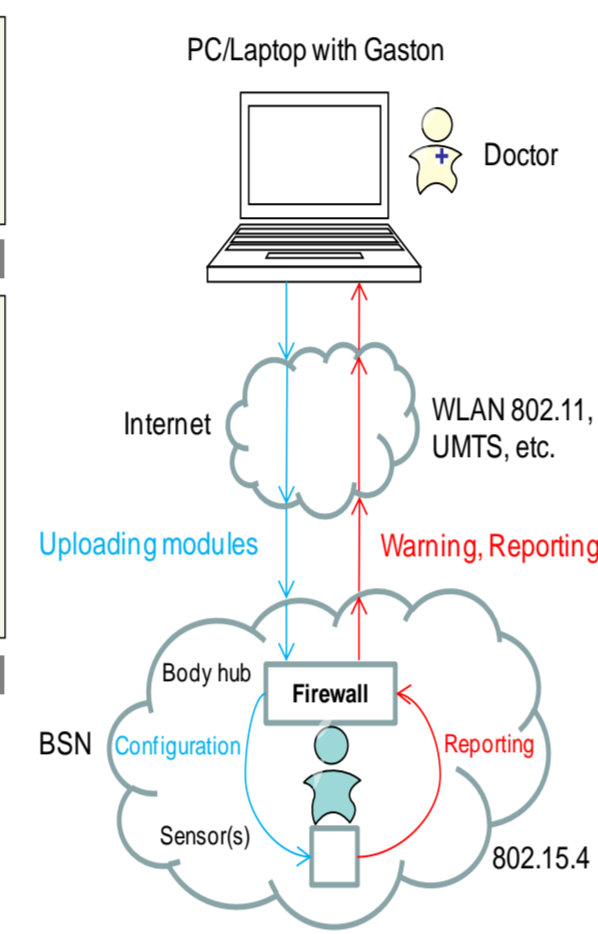 PC/Laptop with Gaston
Doctor
Internet
WLAN 802.11,
UMTS, etc.
Uploading modules
Warning, Reporting
Body hub
Firewall
BSN
Configuration
Reporting
Sensor(s)
802.15.4